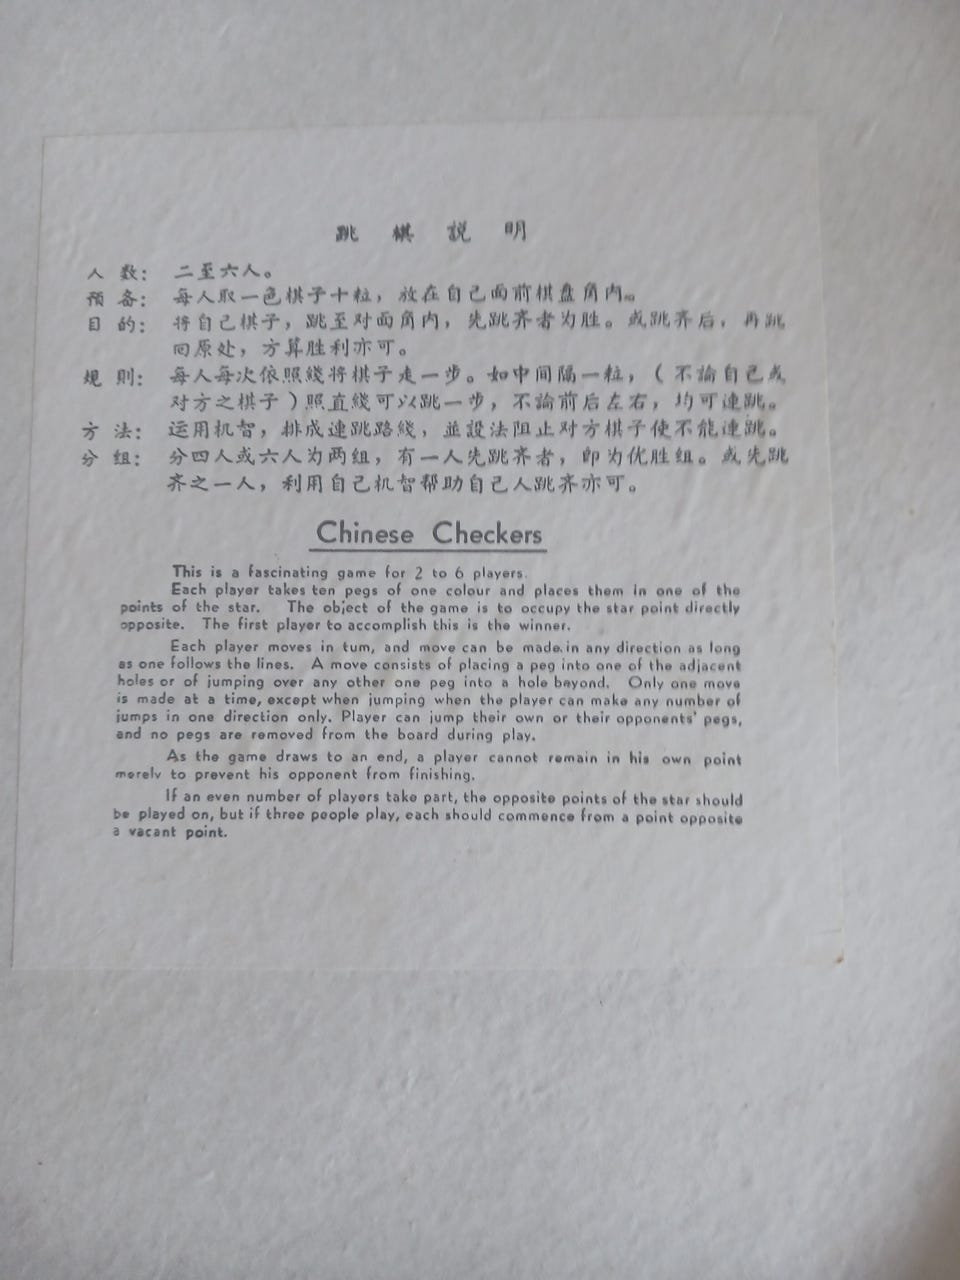 跳棋説明
人数： 二至六人。
预备： 每人取一色棋子十粒，放在自己面前棋盘角内。
目的： 将自己棋子，跳至对面角内，先跳齐者为胜。或跳齐后，再跳
回原处，方算胜利亦可。
规则： 每人每次依照綫将棋子走一步。如中间隔一粒，（不論自己或
对方之棋子）照直綫可以跳一步，不論前后左右，均可連跳。
方法： 运用机智，排成連跳路綫，並設法阻止对方棋子使不能連跳。
分组： 分四人或六人为两组，有一人先跳齐者，即为优胜组。或先跳
齐之一人，利用自己机智帮助自己人跳齐亦可。
Chinese Checkers
This is a fascinating game for 2 to 6 players.
Each player takes ten pegs of one colour and places them in one of the
points of the star. The object of the game is to occupy the star point directly
opposite. The first player to accomplish this is the winner.
Each player moves in tum, and move can be made in any direction as long
as one follows the lines. A move consists of placing a peg into one of the adjacent
holes or of jumping over any other one peg into a hole beyond. Only one move
is made at a time, except when jumping when the player can make any number of
jumps in one direction only. Player can jump their own or their opponents' pegs,
and no pegs are removed from the board during play.
As the game draws to an end, a player cannot remain in his own point
merely to prevent his opponent from finishing.
If an even number of players take part, the opposite points of the star should
be played on, but if three people play, each should commence from a point opposite
a vacant point.